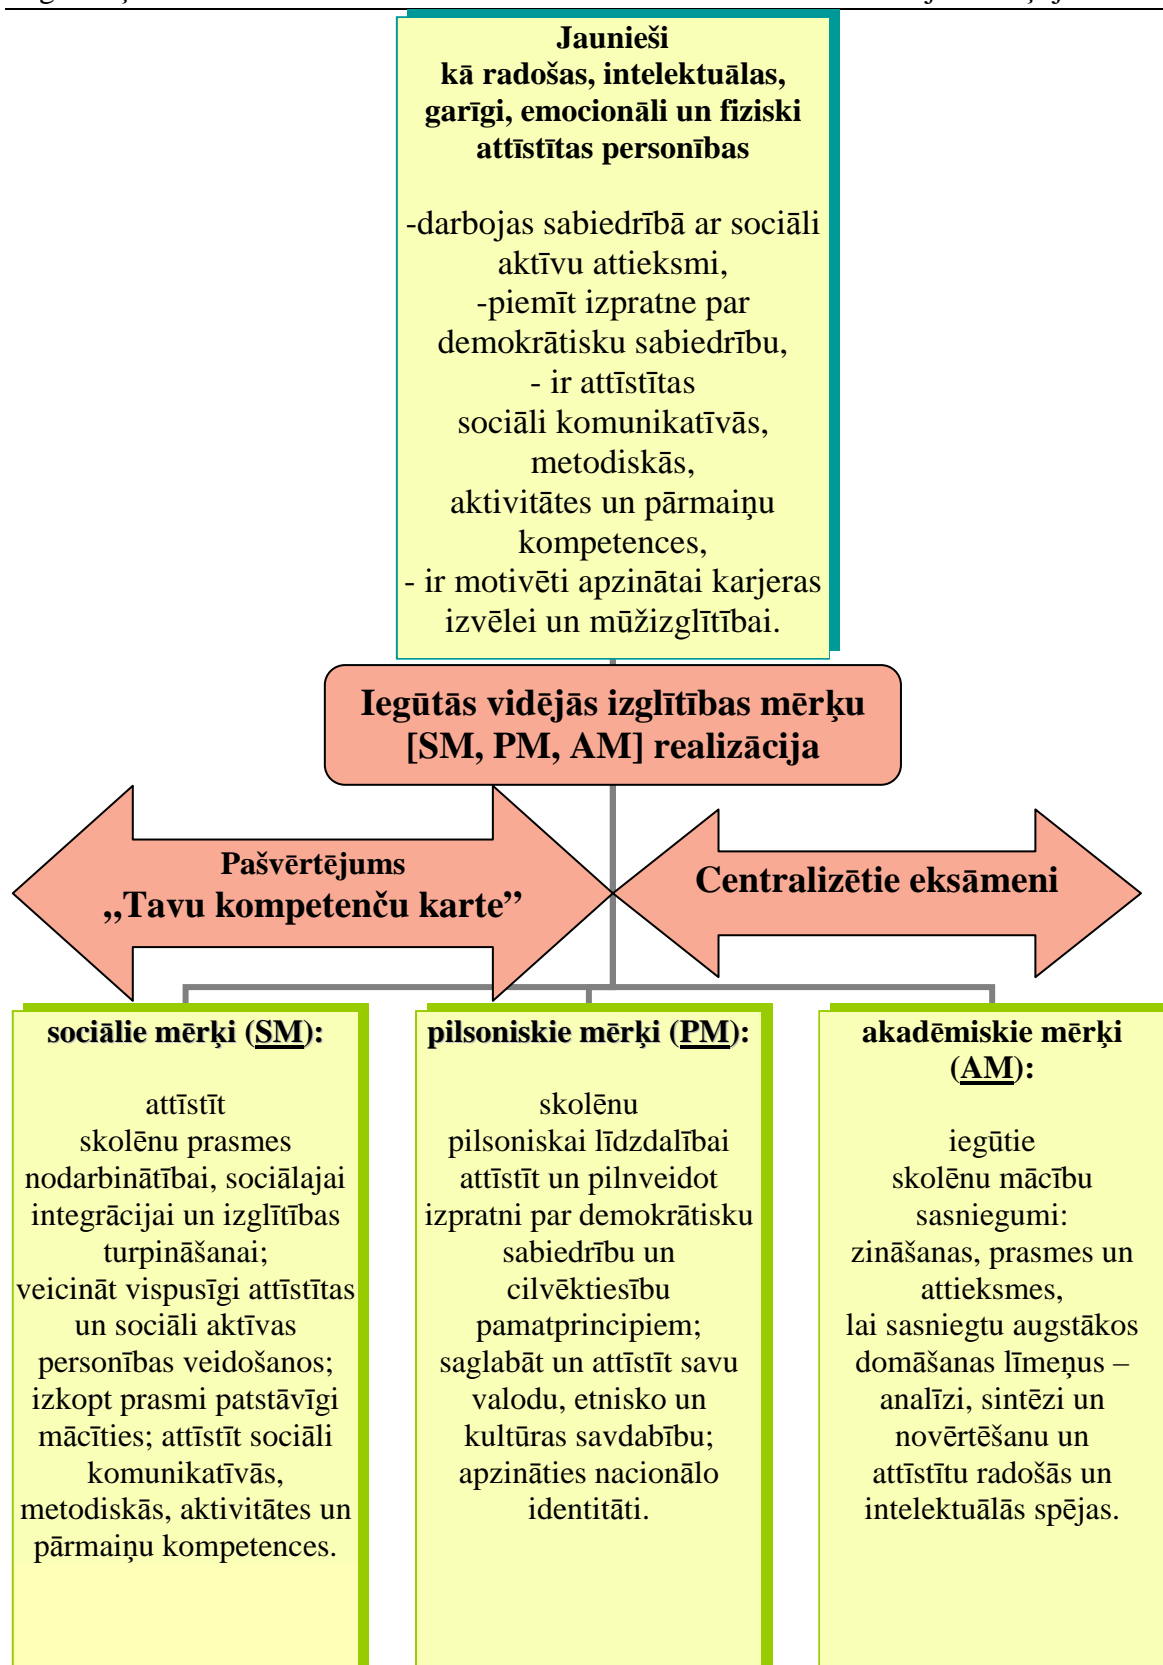 Jaunieši
kā radošas, intelektuālas,
garīgi, emocionāli un fiziski
attīstītas personības
-darbojas sabiedrībā ar sociāli
aktīvu attieksmi,
-piemīt izpratne par
demokrātisku sabiedrību,
- ir attīstītas
sociāli komunikatīvās,
metodiskās,
aktivitātes un pārmaiņu
kompetences,
- ir motivēti apzinātai karjeras
izvēlei un mūžizglītībai.
Iegūtās vidējās izglītības mērķu
[SM, PM, AM] realizācija
Pašvērtējums
„Tavu kompetenču karte”
Centralizētie eksāmeni
sociālie mērķi (SM):
attīstīt
skolēnu prasmes
nodarbinātībai, sociālajai
integrācijai un izglītības
turpināšanai;
veicināt vispusīgi attīstītas
un sociāli aktīvas
personības veidošanos;
izkopt prasmi patstāvīgi
mācīties; attīstīt sociāli
komunikatīvās,
metodiskās, aktivitātes un
pārmaiņu kompetences.
pilsoniskie mērķi (PM):
skolēnu
pilsoniskai līdzdalībai
attīstīt un pilnveidot
izpratni par demokrātisku
sabiedrību un
cilvēktiesību
pamatprincipiem;
saglabāt un attīstīt savu
valodu, etnisko un
kultūras savdabību;
apzināties nacionālo
identitāti.
akadēmiskie mērķi
(AM):
iegūtie
skolēnu mācību
sasniegumi:
zināšanas, prasmes un
attieksmes,
lai sasniegtu augstākos
domāšanas līmeņus –
analīzi, sintēzi un
novērtēšanu un
attīstītu radošās un
intelektuālās spējas.